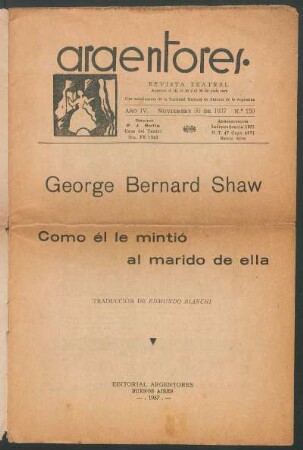 argentores.
REVISTA TEATRAL
AÑO IV. NOVIEMBRE DE 1937 N.º 150
George Bernard Shaw
Como él le mintió
al marido de ella
TRADUCCION DE EDMUNDO BIANCHI
EDITORIAL ARGENTORES
BUENOS AIRES
- . 1937 . -